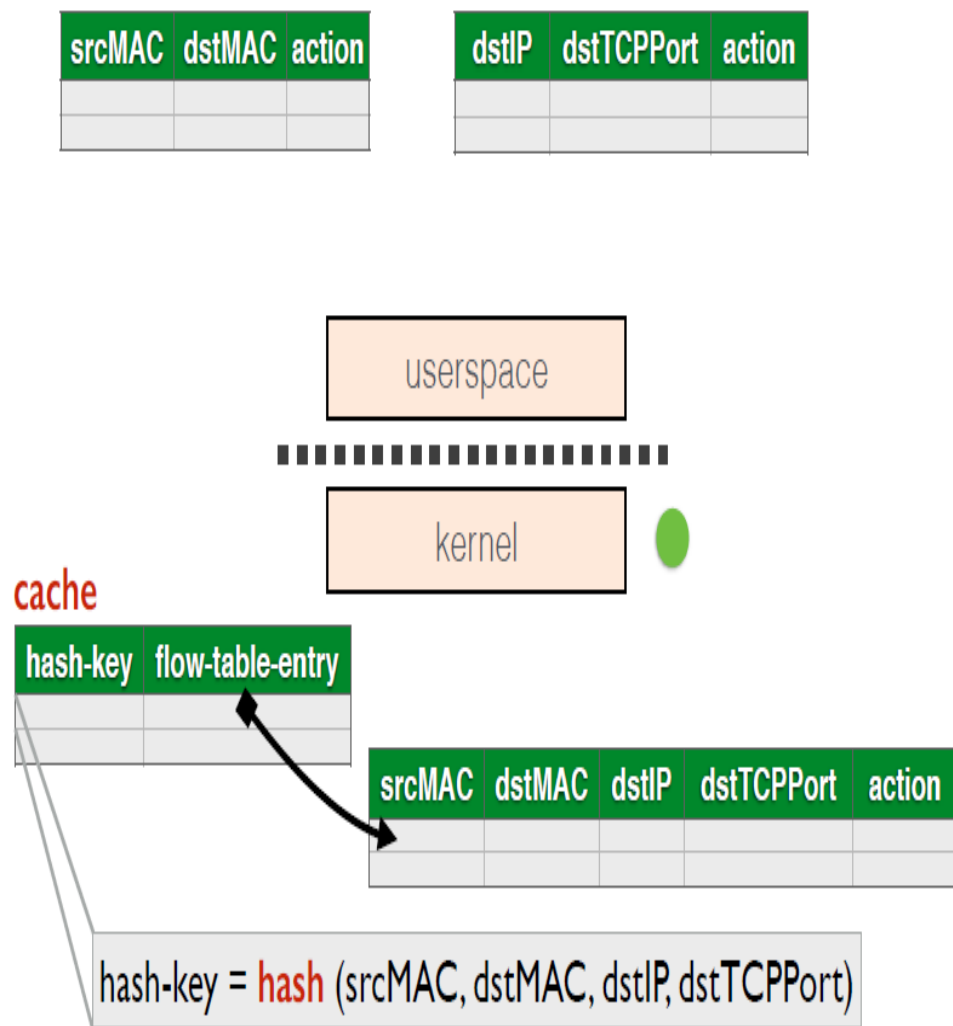 srcMAC dstMAC action
dstIP dstTCPPort action
userspace
kernel
cache
hash-key flow-table-entry
srcMAC dstMAC dstIP dstTCPPort action
hash-key = hash (srcMAC, dstMAC, dstIP, dstTCPPort)